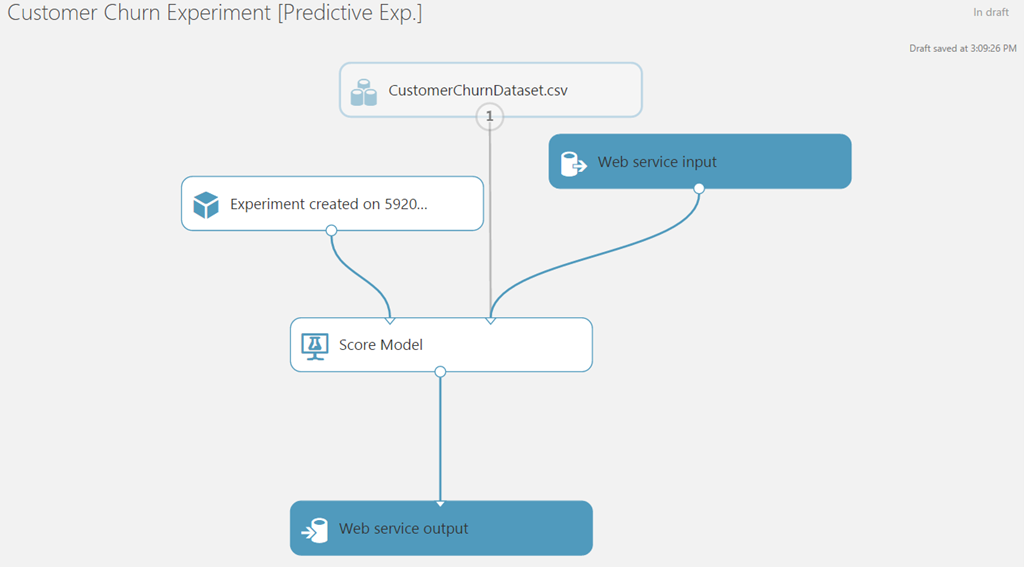 Customer Churn Experiment [Predictive Exp.]
In draft
Draft saved at 3:09:26 PM
CustomerChurnDataset.csv
1
Web service input
Experiment created on 5920...
Score Model
Web service output